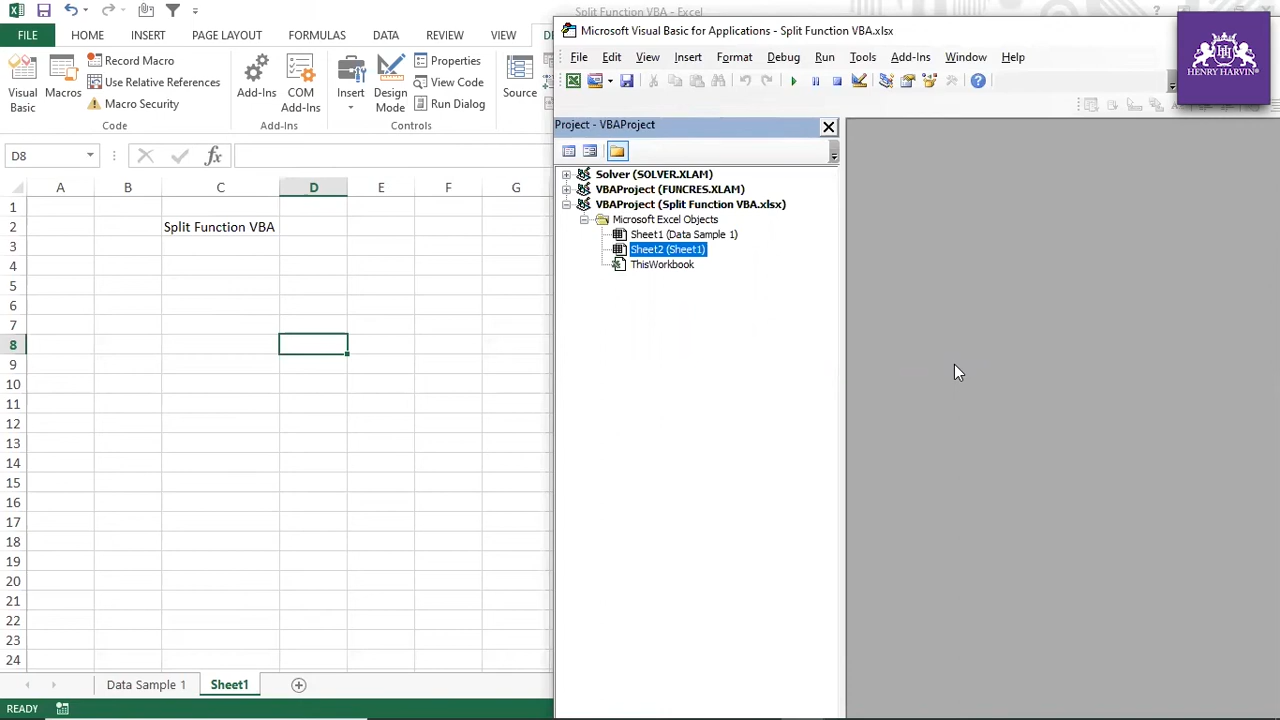 Split Function VBA - Excel
FILE
HOME
INSERT
PAGE LAYOUT
FORMULAS
DATA
REVIEW
VIEW
Visual Basic
Macros
Record Macro
Use Relative References
Macro Security
Code
Add-Ins
COM Add-Ins
Add-Ins
Insert
Design Mode
Properties
View Code
Run Dialog
Controls
Source
D8
fx
A B C D E F G
1
2 Split Function VBA
3
4
5
6
7
8
9
10
11
12
13
14
15
16
17
18
19
20
21
22
23
24
Data Sample 1 Sheet1
READY
Microsoft Visual Basic for Applications - Split Function VBA.xlsx
File Edit View Insert Format Debug Run Tools Add-Ins Window Help
Project - VBAProject
Solver (SOLVER.XLAM)
VBAProject (FUNCRES.XLAM)
VBAProject (Split Function VBA.xlsx)
Microsoft Excel Objects
Sheet1 (Data Sample 1)
Sheet2 (Sheet1)
ThisWorkbook
HENRY HARVIN